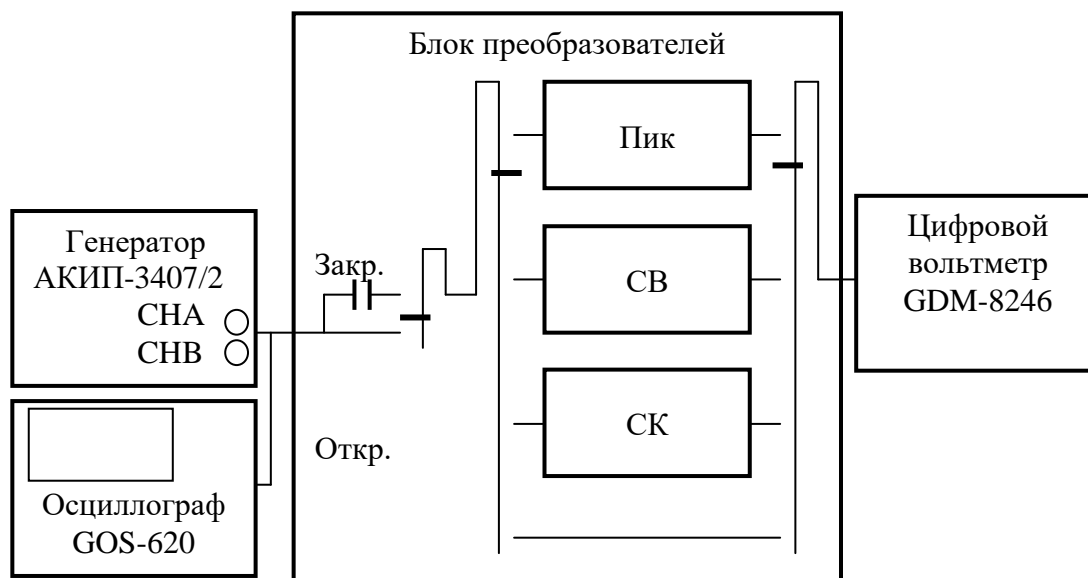 Блок преобразователей
Пик
Генератор
АКИП-3407/2
CHA
CHB
Закр.
СВ
Цифровой
вольтметр
GDM-8246
Откр.
СК
Осциллограф
GOS-620